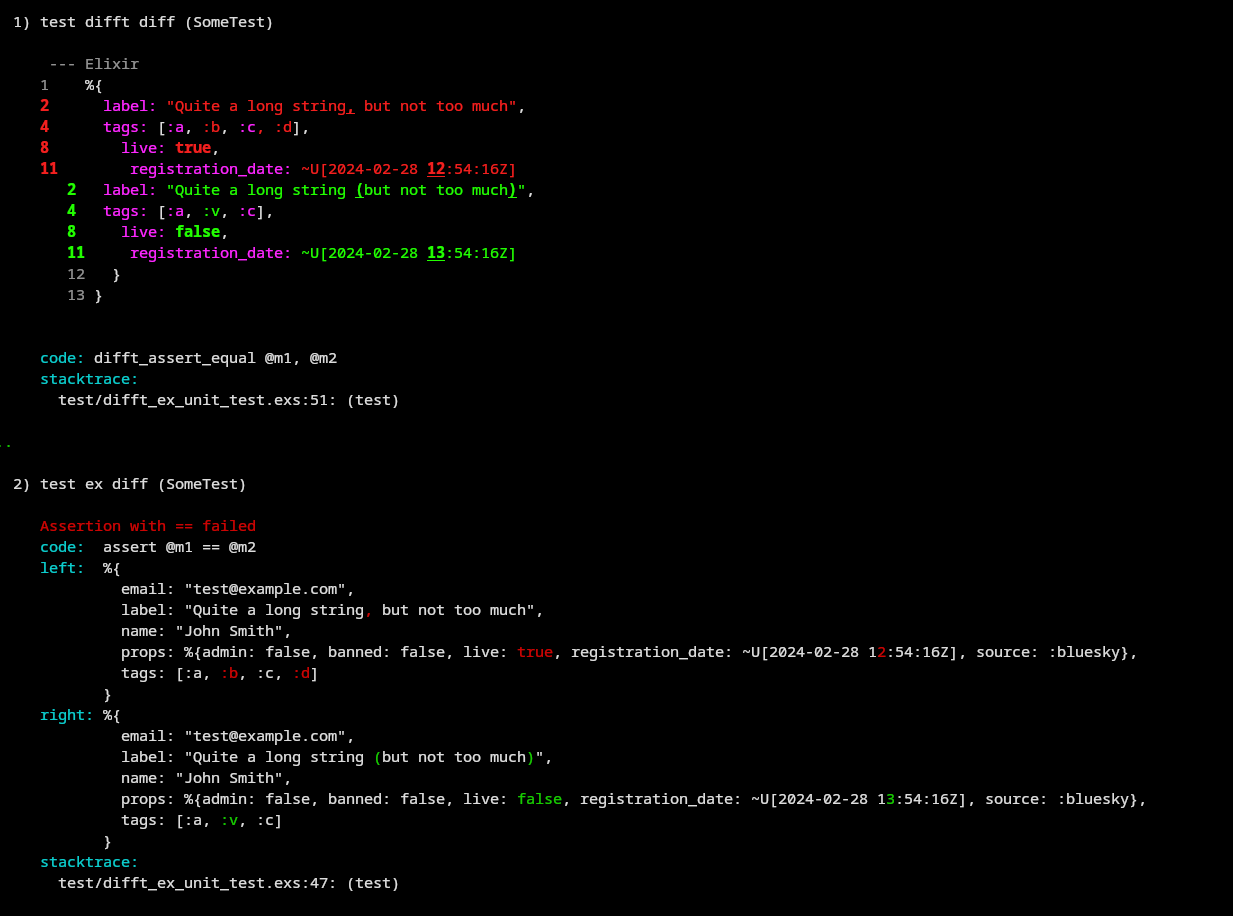 1) test difft diff (SomeTest)
--- Elixir
1    %{
2      label: "Quite a long string, but not too much",
4      tags: [:a, :b, :c, :d],
8        live: true,
11        registration_date: ~U[2024-02-28 12:54:16Z]
   2   label: "Quite a long string (but not too much)",
   4   tags: [:a, :v, :c],
   8     live: false,
   11     registration_date: ~U[2024-02-28 13:54:16Z]
   12   }
   13 }
code: difft_assert_equal @m1, @m2
stacktrace:
  test/difft_ex_unit_test.exs:51: (test)
..
2) test ex diff (SomeTest)
Assertion with == failed
code:  assert @m1 == @m2
left:  %{
         email: "test@example.com",
         label: "Quite a long string, but not too much",
         name: "John Smith",
         props: %{admin: false, banned: false, live: true, registration_date: ~U[2024-02-28 12:54:16Z], source: :bluesky},
         tags: [:a, :b, :c, :d]
       }
right: %{
         email: "test@example.com",
         label: "Quite a long string (but not too much)",
         name: "John Smith",
         props: %{admin: false, banned: false, live: false, registration_date: ~U[2024-02-28 13:54:16Z], source: :bluesky},
         tags: [:a, :v, :c]
       }
stacktrace:
  test/difft_ex_unit_test.exs:47: (test)